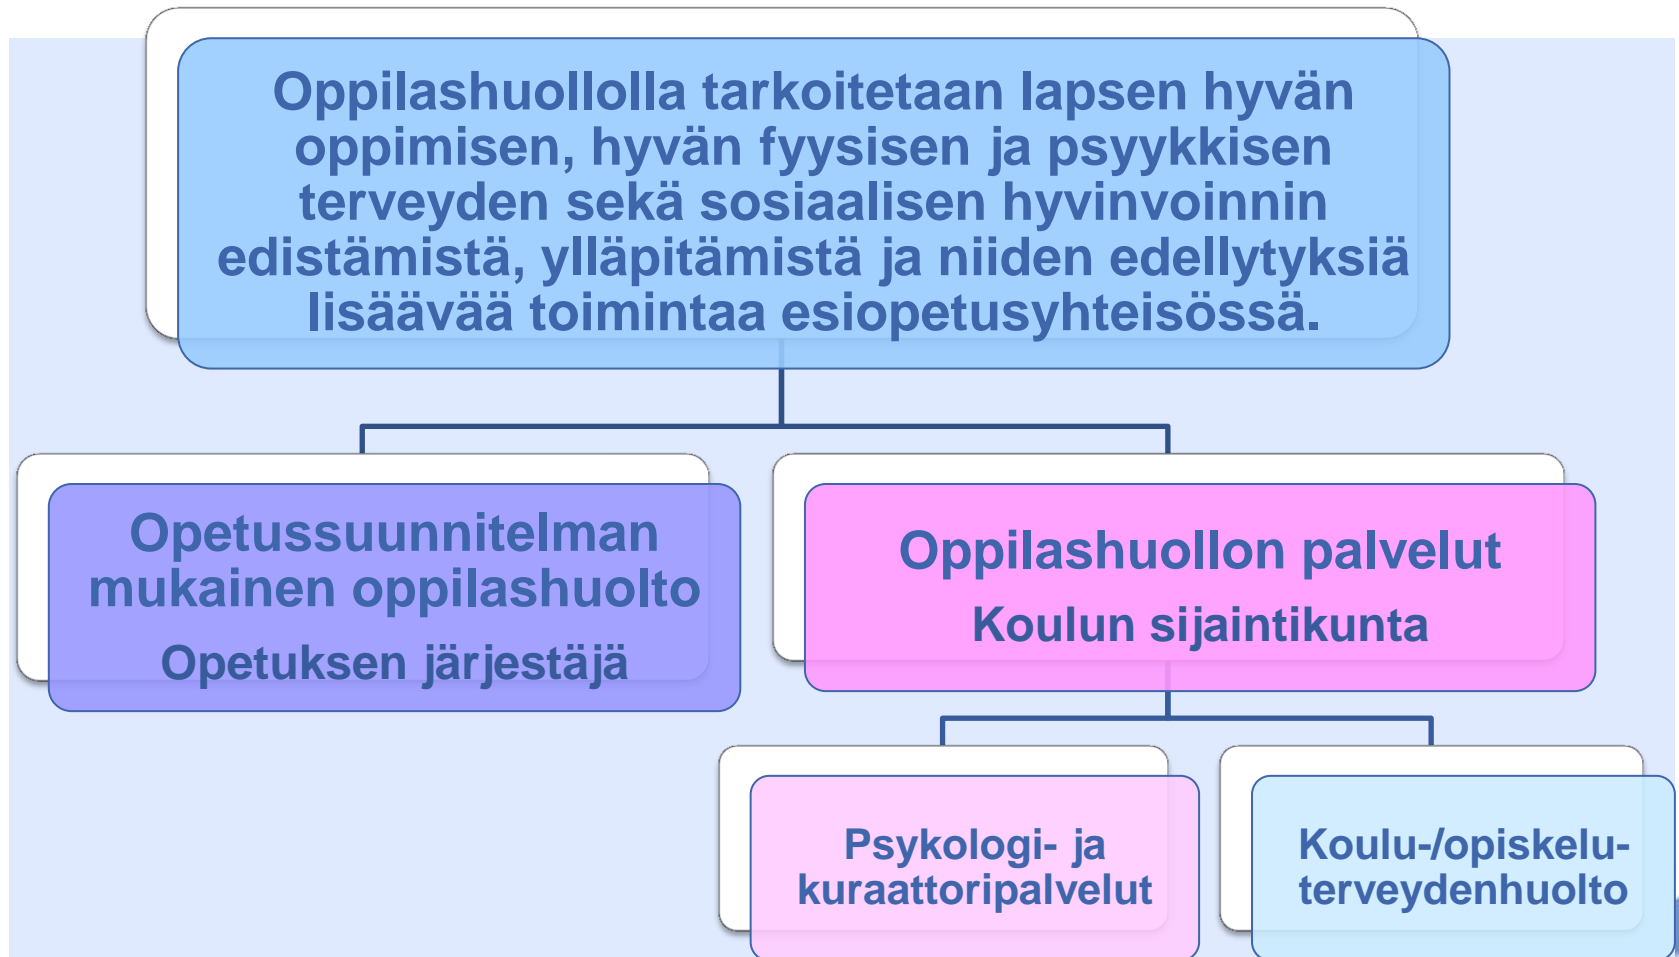 Oppilashuollolla tarkoitetaan lapsen hyvän
oppimisen, hyvän fyysisen ja psyykkisen
terveyden sekä sosiaalisen hyvinvoinnin
edistämistä, ylläpitämistä ja niiden edellytyksiä
lisäävää toimintaa esiopetusyhteisössä.
Opetussuunnitelman
mukainen oppilashuolto
Opetuksen järjestäjä
Oppilashuollon palvelut
Koulun sijaintikunta
Psykologi- ja
kuraattoripalvelut
Koulu-/opiskelu-
terveydenhuolto